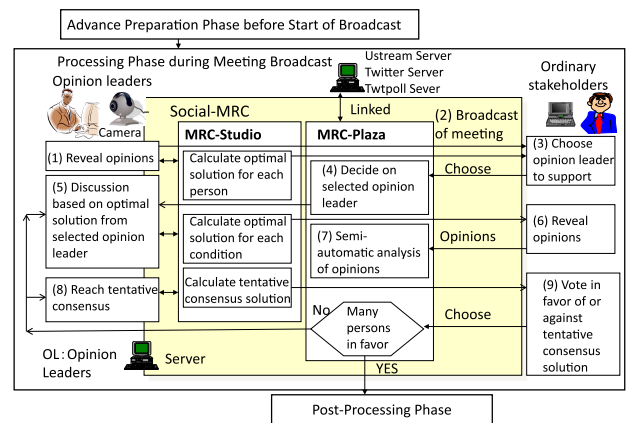 Advance Preparation Phase before Start of Broadcast
Processing Phase during Meeting Broadcast
Ustream Server
Twitter Server
Twtpoll Sever
Opinion leaders
Ordinary
stakeholders
Camera
Social-MRC
Linked
(2) Broadcast
of meeting
MRC-Studio
MRC-Plaza
(1) Reveal opinions
Calculate optimal
solution for each
person
(3) Choose
opinion leader
to support
Choose
(4) Decide on
selected opinion
leader
(5) Discussion
based on optimal
solution from
selected opinion
leader
Calculate optimal
solution for each
condition
(6) Reveal
opinions
Opinions
(7) Semi-
automatic analysis
of opinions
(8) Reach tentative
consensus
Calculate tentative
consensus solution
(9) Vote in
favor of or
against
tentative
consensus
solution
Choose
No
Many
persons
in favor
OL: Opinion
Leaders
Server
YES
Post-Processing Phase